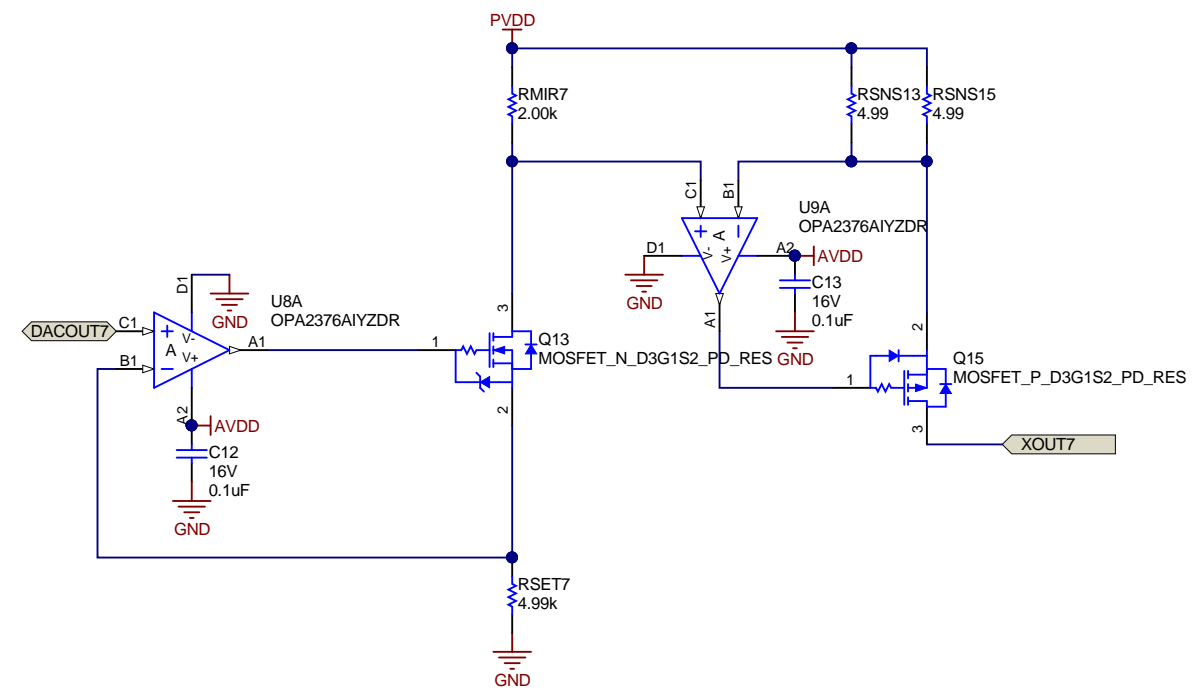 PVDD
RMIR7
2.00k
RSNS13
4.99
RSNS15
4.99
C1
B1
+
A
−
V-
V+
D1
GND
A2
AVDD
U9A
OPA2376AIYZDR
C13
16V
0.1uF
GND
A1
DACOUT7
C1
B1
D1
GND
+
A
−
V-
V+
U8A
OPA2376AIYZDR
A1
A2
AVDD
C12
16V
0.1uF
GND
1
3
2
Q13
MOSFET_N_D3G1S2_PD_RES
1
2
3
Q15
MOSFET_P_D3G1S2_PD_RES
XOUT7
RSET7
4.99k
GND